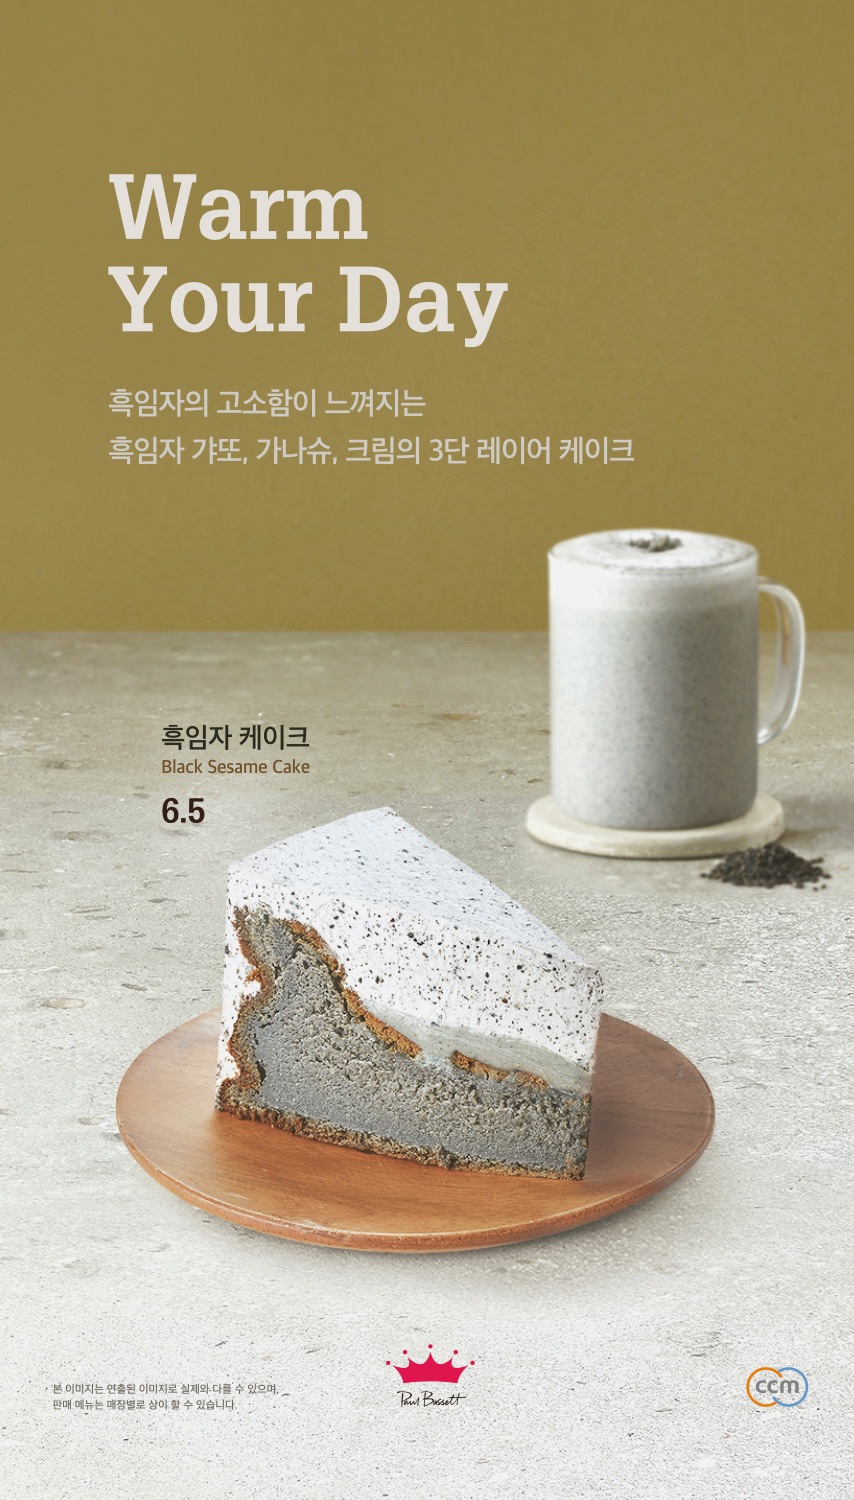 Warm
Your Day
흑임자의 고소함이 느껴지는
흑임자 갸또, 가나슈, 크림의 3단 레이어 케이크
흑임자 케이크
Black Sesame Cake
6.5
· 본 이미지는 연출된 이미지로 실제와 다를 수 있으며,
판매 메뉴는 매장별로 상이 할 수 있습니다.
Paul Bassett
ccm